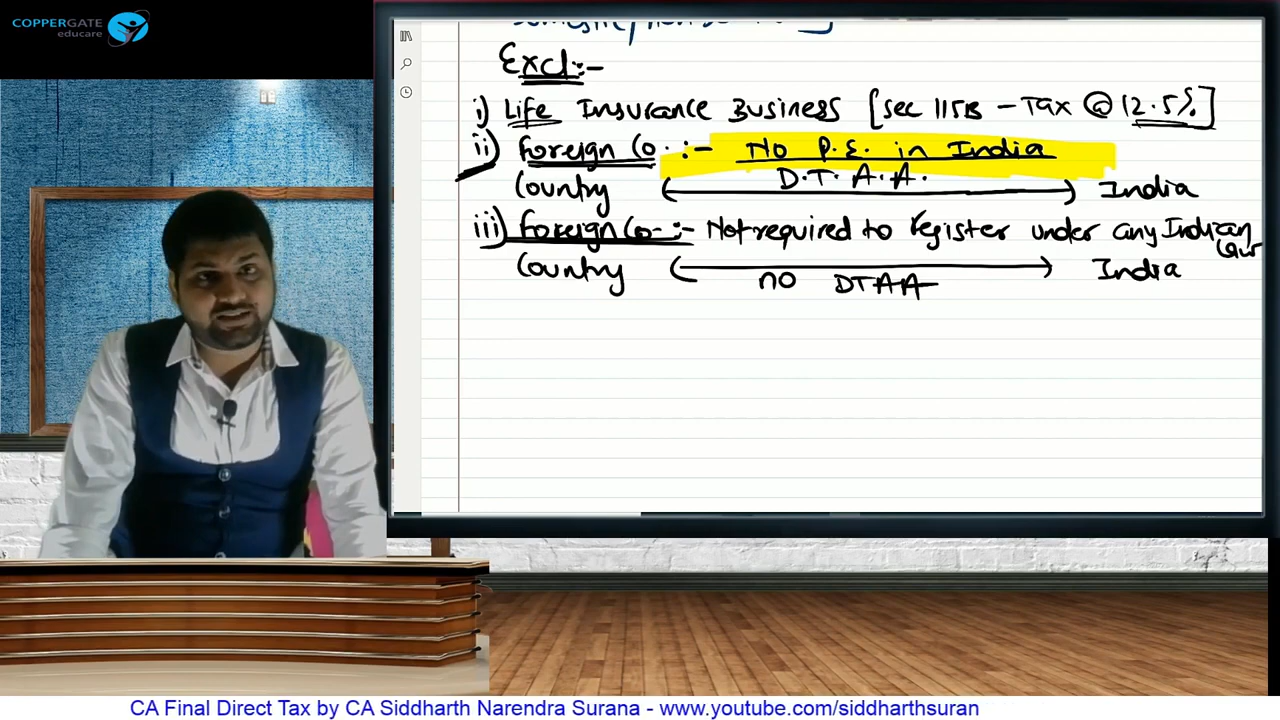 COPPERGATE
educare
Excl:-
i) Life Insurance Business [Sec 115B - Tax @ 12.5%]
ii) Foreign Co. :- No P.E. in India
Country D.T.A.A. India
iii) Foreign Co. :- Not required to register under any Indian Law
Country no DTAA India
CA Final Direct Tax by CA Siddharth Narendra Surana - www.youtube.com/siddharthsuran